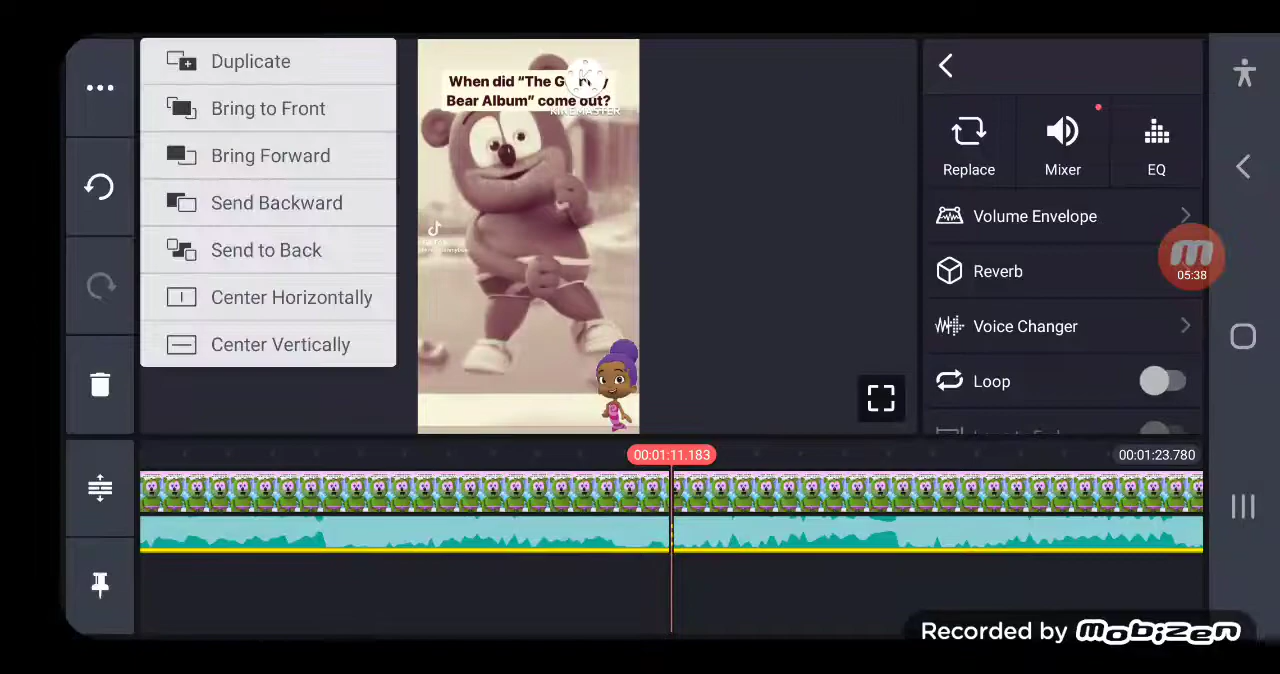 Duplicate
Bring to Front
Bring Forward
Send Backward
Send to Back
Center Horizontally
Center Vertically
When did "The G y
Bear Album" come out?
KINEMASTER
Replace
Mixer
EQ
Volume Envelope
Reverb
05:38
Voice Changer
Loop
00:01:11.183
00:01:23.780
Recorded by mobizen